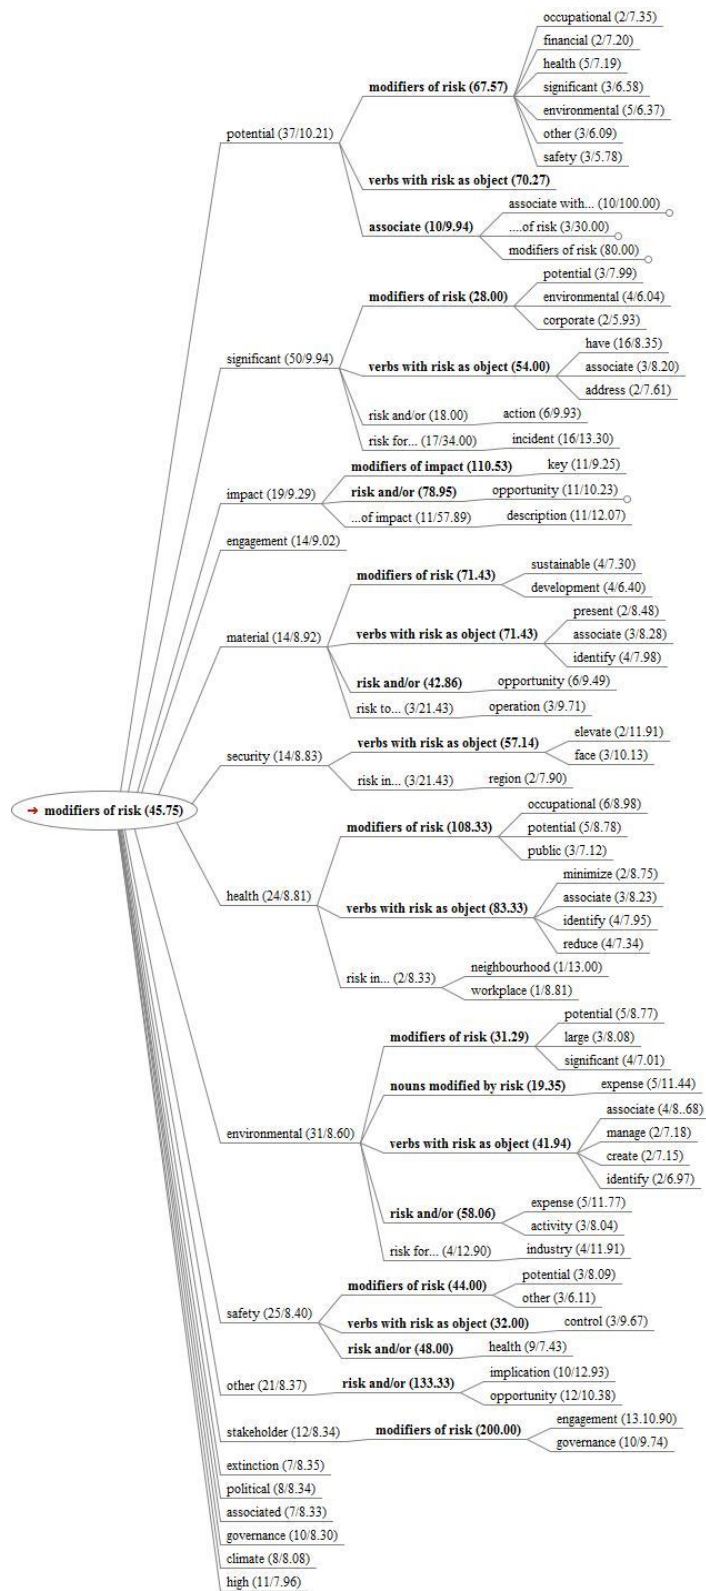 occupational (2/7.35)
financial (2/7.20)
health (5/7.19)
modifiers of risk (67.57)
significant (3/6.58)
environmental (5/6.37)
other (3/6.09)
potential (37/10.21)
safety (3/5.78)
verbs with risk as object (70.27)
associate with... (10/100.00)
associate (10/9.94)
....of risk (3/30.00)
modifiers of risk (80.00)
potential (3/7.99)
modifiers of risk (28.00)
environmental (4/6.04)
corporate (2/5.93)
have (16/8.35)
significant (50/9.94)
verbs with risk as object (54.00)
associate (3/8.20)
address (2/7.61)
risk and/or (18.00)
action (6/9.93)
risk for... (17/34.00)
incident (16/13.30)
modifiers of impact (110.53)
key (11/9.25)
impact (19/9.29)
risk and/or (78.95)
opportunity (11/10.23)
...of impact (11/57.89)
description (11/12.07)
engagement (14/9.02)
modifiers of risk (71.43)
sustainable (4/7.30)
development (4/6.40)
present (2/8.48)
material (14/8.92)
verbs with risk as object (71.43)
associate (3/8.28)
identify (4/7.98)
risk and/or (42.86)
opportunity (6/9.49)
risk to... (3/21.43)
operation (3/9.71)
verbs with risk as object (57.14)
elevate (2/11.91)
security (14/8.83)
face (3/10.13)
risk in... (3/21.43)
region (2/7.90)
➔ modifiers of risk (45.75)
occupational (6/8.98)
modifiers of risk (108.33)
potential (5/8.78)
public (3/7.12)
minimize (2/8.75)
health (24/8.81)
verbs with risk as object (83.33)
associate (3/8.23)
identify (4/7.95)
reduce (4/7.34)
risk in... (2/8.33)
neighbourhood (1/13.00)
workplace (1/8.81)
potential (5/8.77)
modifiers of risk (31.29)
large (3/8.08)
significant (4/7.01)
nouns modified by risk (19.35)
expense (5/11.44)
associate (4/8..68)
environmental (31/8.60)
verbs with risk as object (41.94)
manage (2/7.18)
create (2/7.15)
identify (2/6.97)
risk and/or (58.06)
expense (5/11.77)
activity (3/8.04)
risk for... (4/12.90)
industry (4/11.91)
modifiers of risk (44.00)
potential (3/8.09)
other (3/6.11)
safety (25/8.40)
verbs with risk as object (32.00)
control (3/9.67)
risk and/or (48.00)
health (9/7.43)
other (21/8.37)
risk and/or (133.33)
implication (10/12.93)
opportunity (12/10.38)
stakeholder (12/8.34)
modifiers of risk (200.00)
engagement (13.10.90)
governance (10/9.74)
extinction (7/8.35)
political (8/8.34)
associated (7/8.33)
governance (10/8.30)
climate (8/8.08)
high (11/7.96)